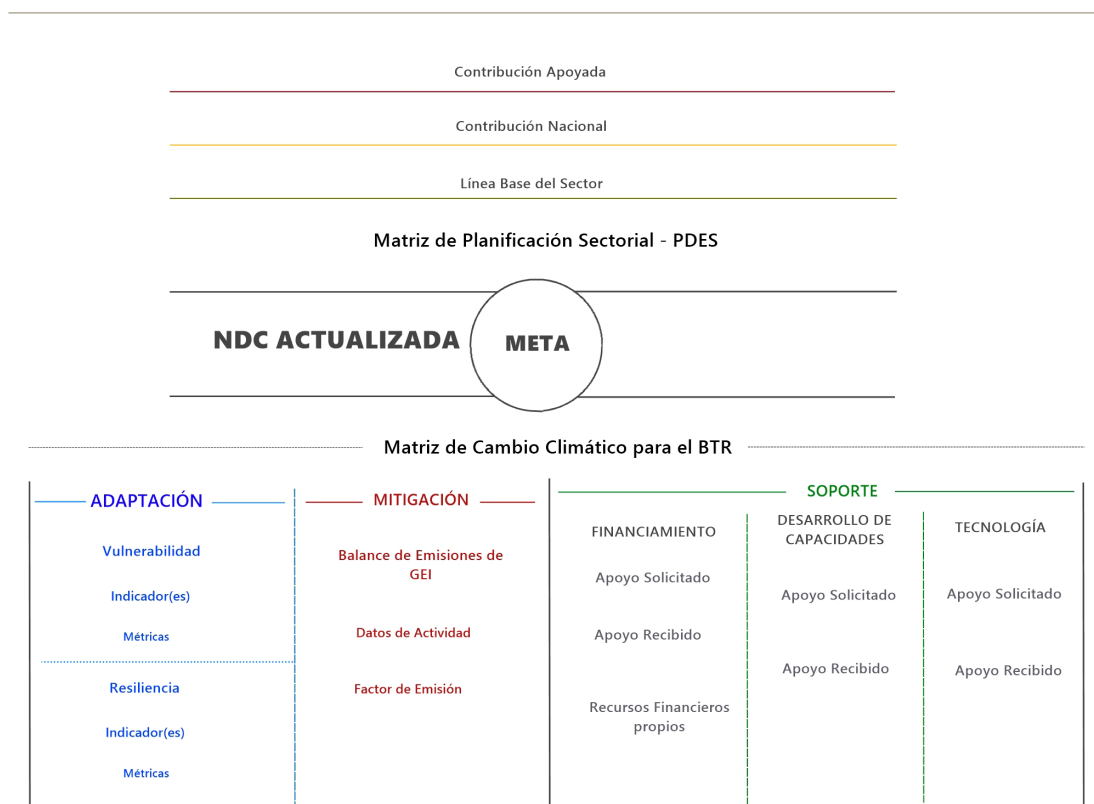 Contribución Apoyada
Contribución Nacional
Línea Base del Sector
Matriz de Planificación Sectorial - PDES
NDC ACTUALIZADA
META
Matriz de Cambio Climático para el BTR
ADAPTACIÓN
Vulnerabilidad
Indicador(es)
Métricas
Resiliencia
Indicador(es)
Métricas
MITIGACIÓN
Balance de Emisiones de
GEI
Datos de Actividad
Factor de Emisión
SOPORTE
FINANCIAMIENTO
Apoyo Solicitado
Apoyo Recibido
Recursos Financieros
propios
DESARROLLO DE
CAPACIDADES
Apoyo Solicitado
Apoyo Recibido
TECNOLOGÍA
Apoyo Solicitado
Apoyo Recibido